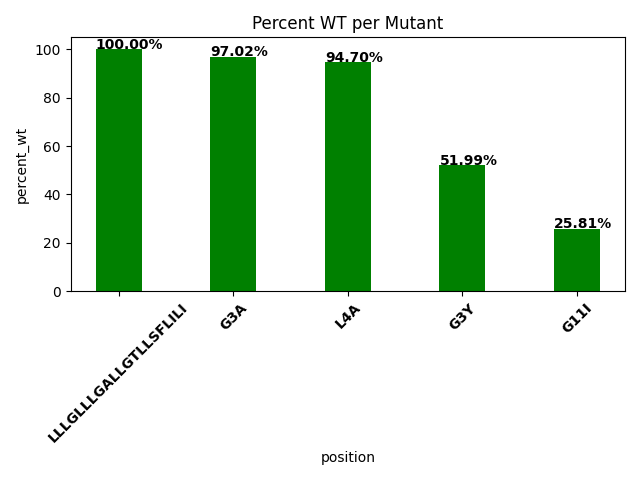 Percent WT per Mutant
percent_wt
100
80
60
40
20
0
100.00%
97.02%
94.70%
51.99%
25.81%
LLLGLLLGALLGTLLSFLILI
G3A
L4A
G3Y
G11I
position